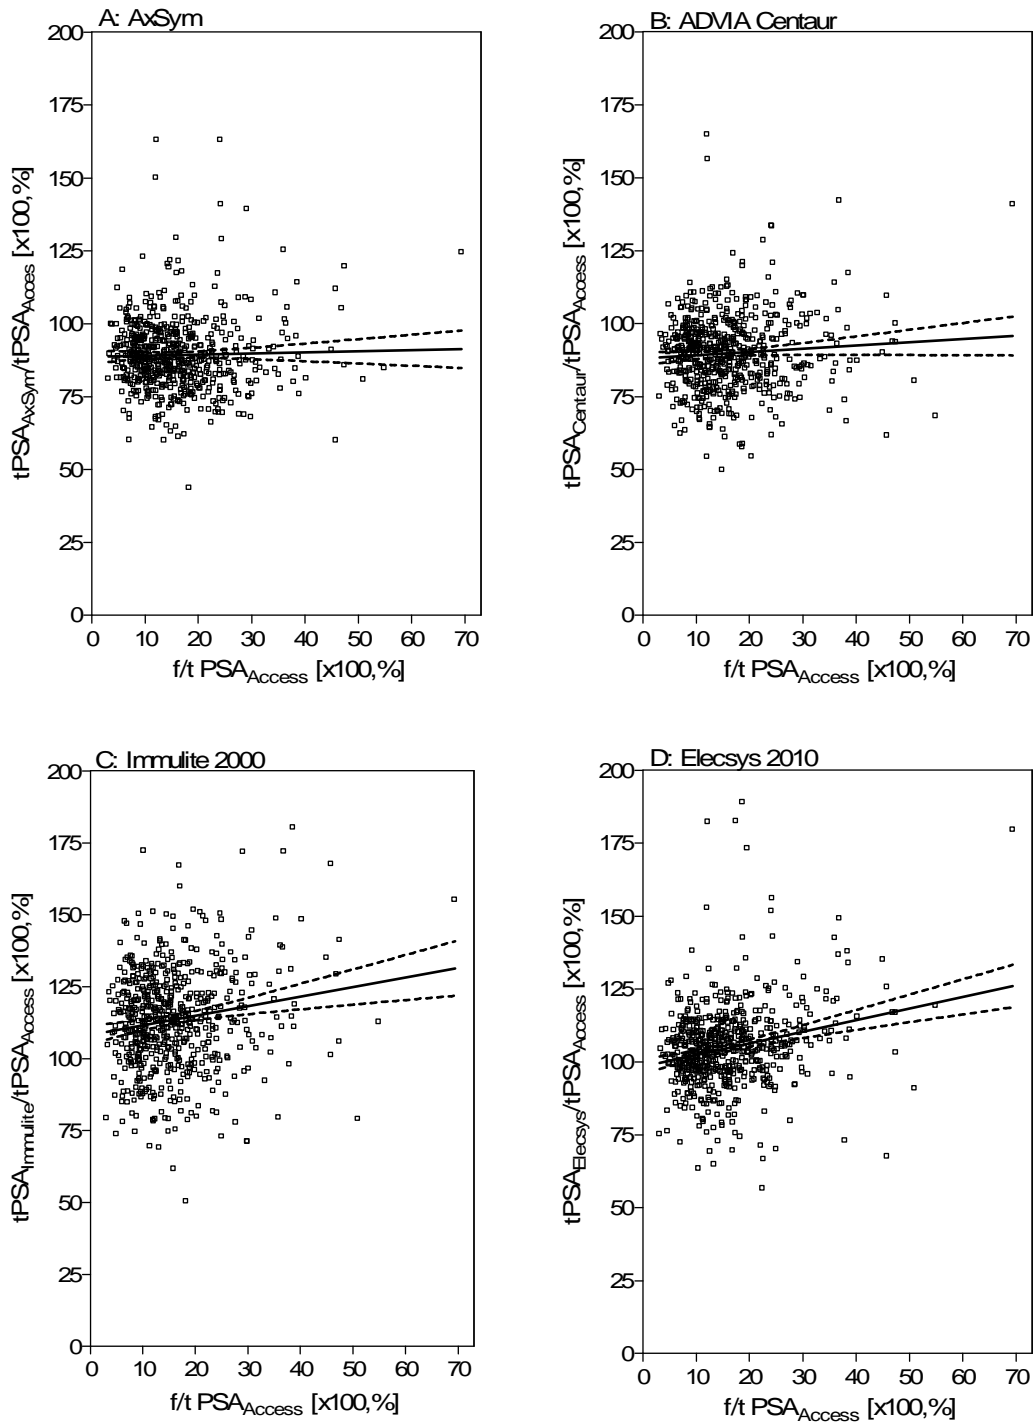 A: AxSym
200
175
150
125
100
75
50
25
0
0 10 20 30 40 50 60 70
tPSAAxSym/tPSAAcces [x100,%]
f/t PSAAccess [x100,%]
B: ADVIA Centaur
200
175
150
125
100
75
50
25
0
0 10 20 30 40 50 60 70
tPSACentaur/tPSAAccess [x100,%]
f/t PSAAccess [x100,%]
C: Immulite 2000
200
175
150
125
100
75
50
25
0
0 10 20 30 40 50 60 70
tPSAImmulite/tPSAAccess [x100,%]
f/t PSAAccess [x100,%]
D: Elecsys 2010
200
175
150
125
100
75
50
25
0
0 10 20 30 40 50 60 70
tPSAElecsys/tPSAAccess [x100,%]
f/t PSAAccess [x100,%]